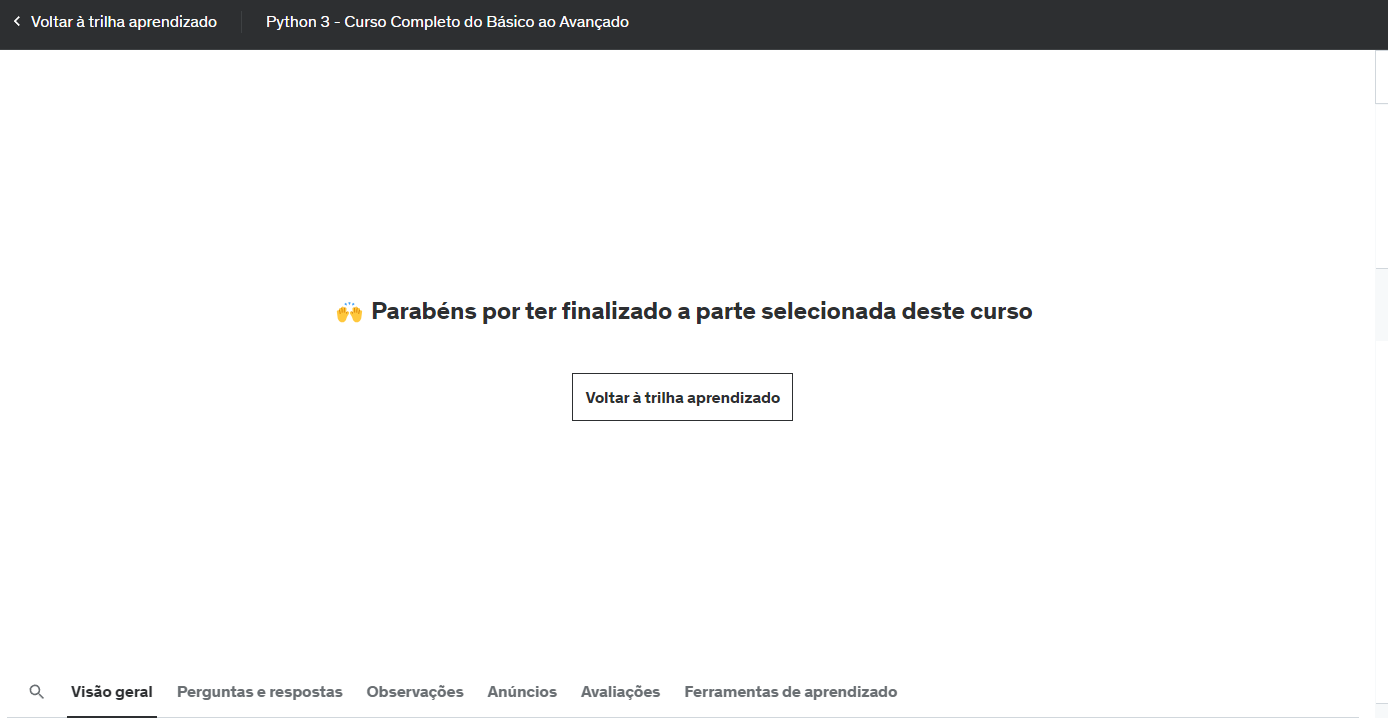 Voltar à trilha aprendizado Python 3 - Curso Completo do Básico ao Avançado
🙌 Parabéns por ter finalizado a parte selecionada deste curso
Voltar à trilha aprendizado
Visão geral Perguntas e respostas Observações Anúncios Avaliações Ferramentas de aprendizado